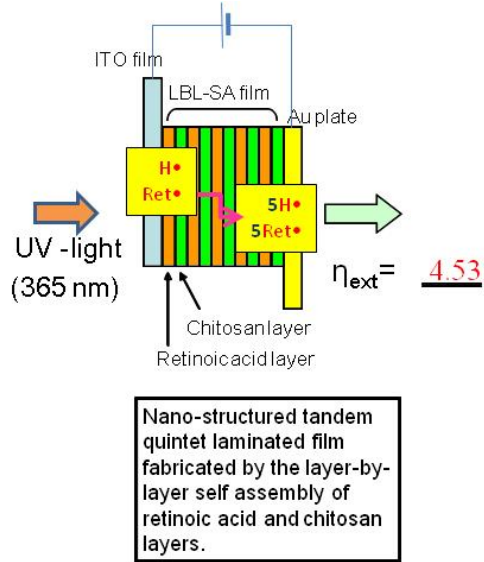 ITO film
LBL-SA film
Au plate
H•
Ret•
5H•
5Ret•
UV -light
(365 nm)
ηext= 4.53
Chitosan layer
Retinoic acid layer
Nano-structured tandem
quintet laminated film
fabricated by the layer-by-
layer self assembly of
retinoic acid and chitosan
layers.